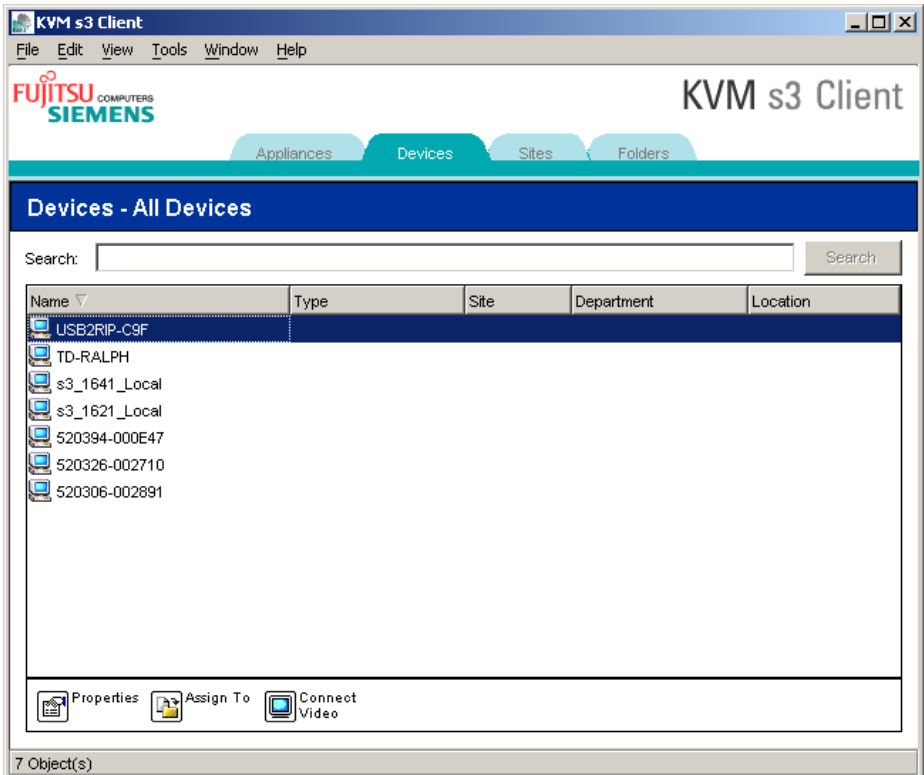 KVM s3 Client
File Edit View Tools Window Help
FUJITSU COMPUTERS
SIEMENS
KVM s3 Client
Appliances Devices Sites Folders
Devices - All Devices
Search: Search
Name Type Site Department Location
USB2RIP-C9F
TD-RALPH
s3_1641_Local
s3_1621_Local
520394-000E47
520326-002710
520306-002891
Properties Assign To Connect
Video
7 Object(s)